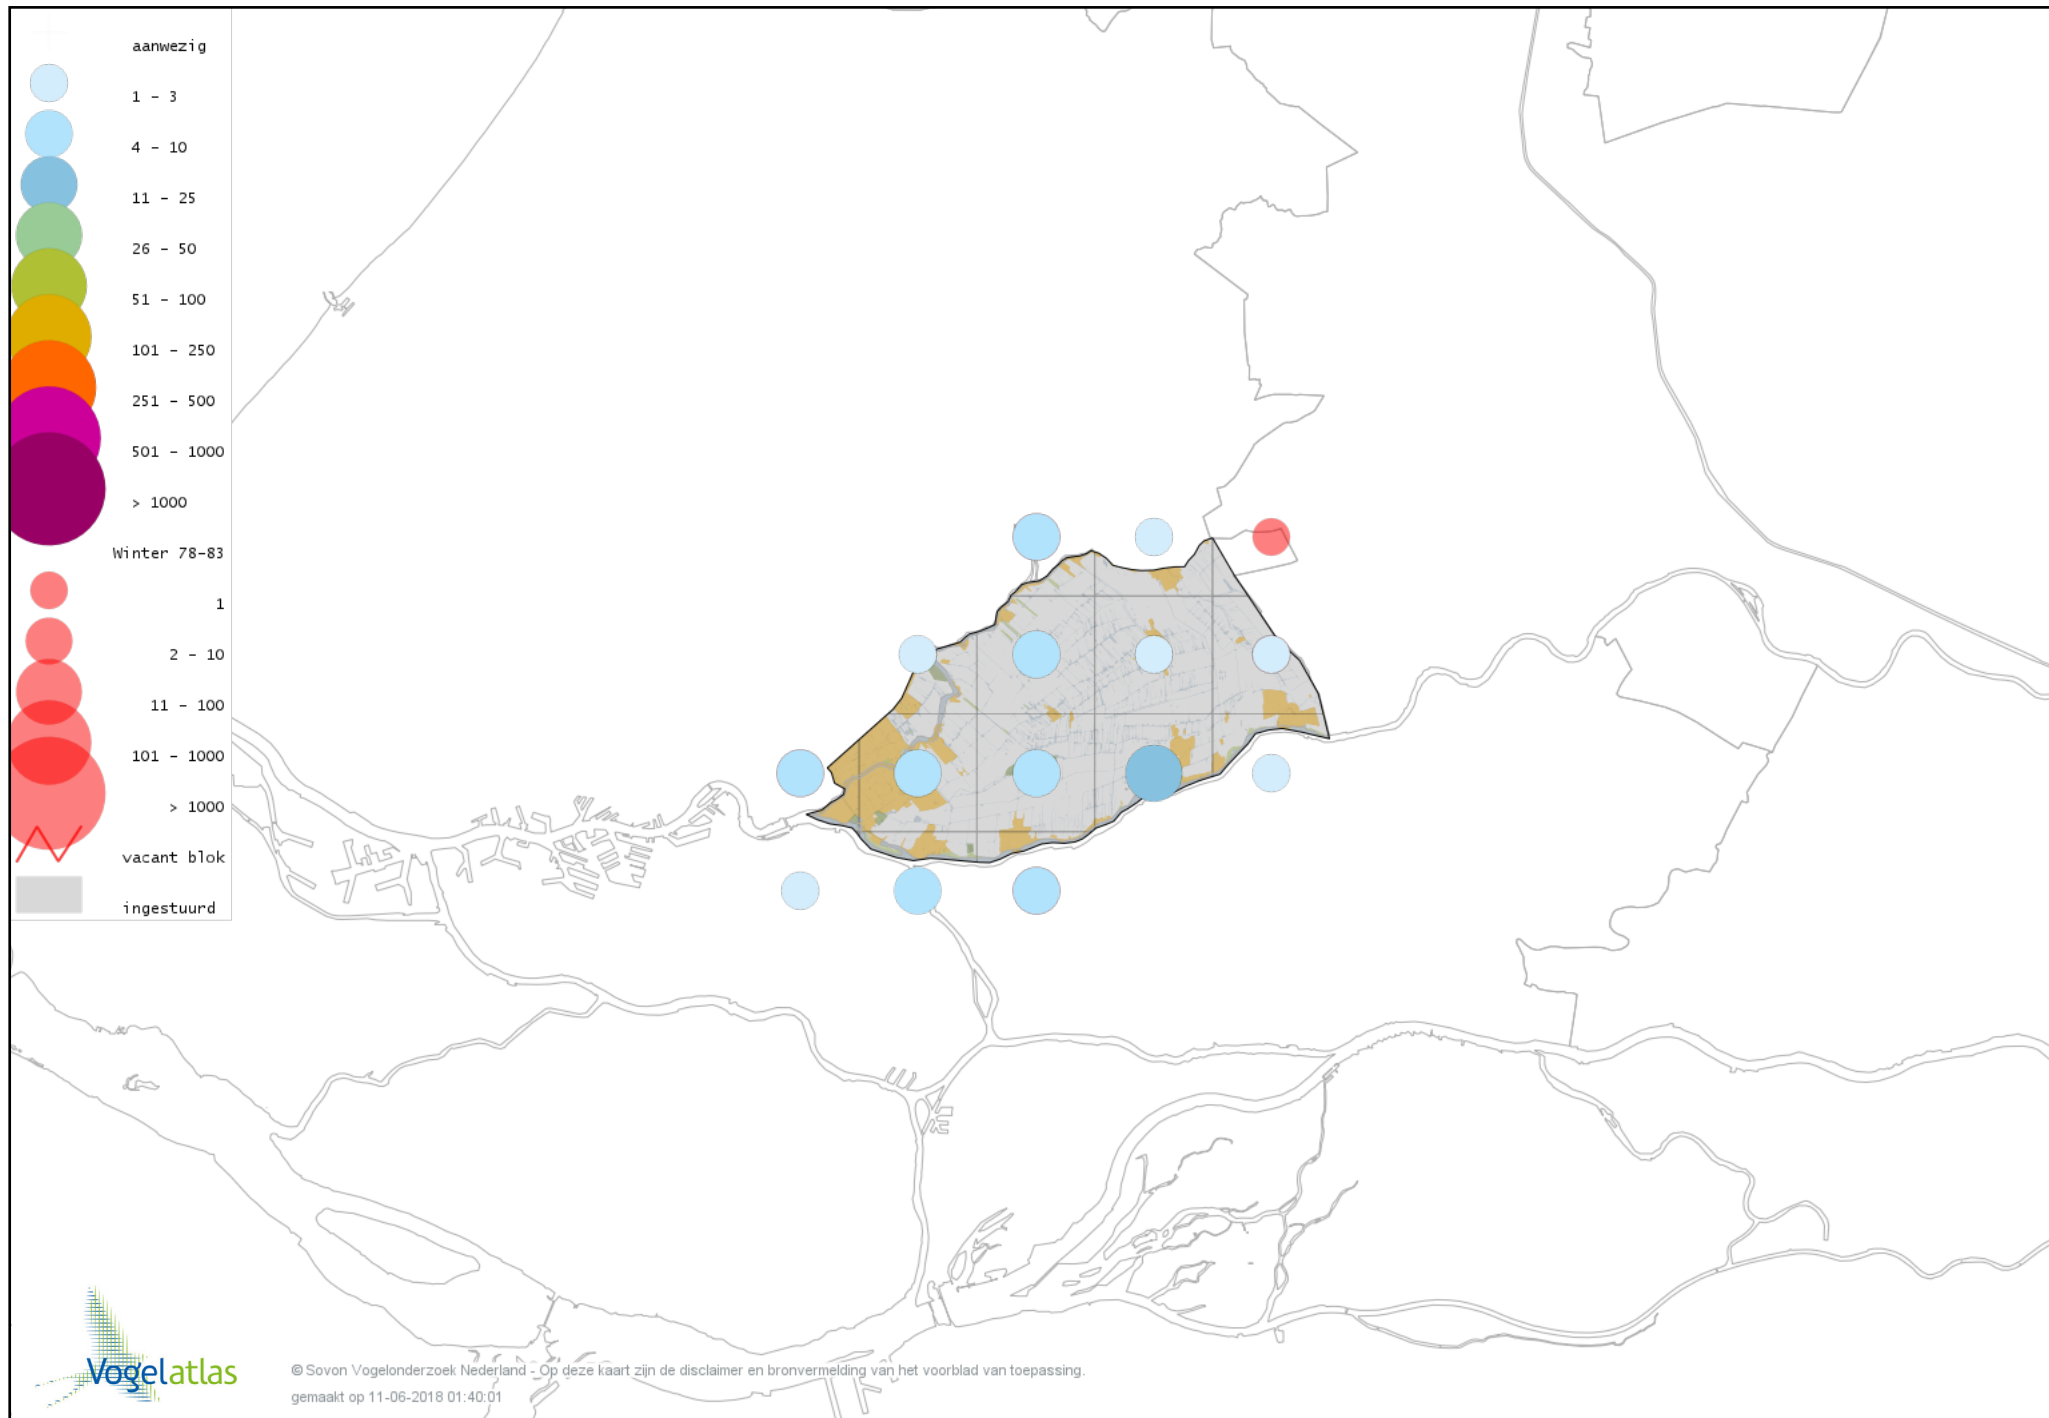 aanwezig
1 - 3
4 - 10
11 - 25
26 - 50
51 - 100
101 - 250
251 - 500
501 - 1000
> 1000
Winter 78-83
1
2 - 10
11 - 100
101 - 1000
> 1000
vacant blok
ingestuurd
Vogelatlas
© Sovon Vogelonderzoek Nederland - Op deze kaart zijn de disclaimer en bronvermelding van het voorblad van toepassing.
gemaakt op 11-06-2018 01:40:01